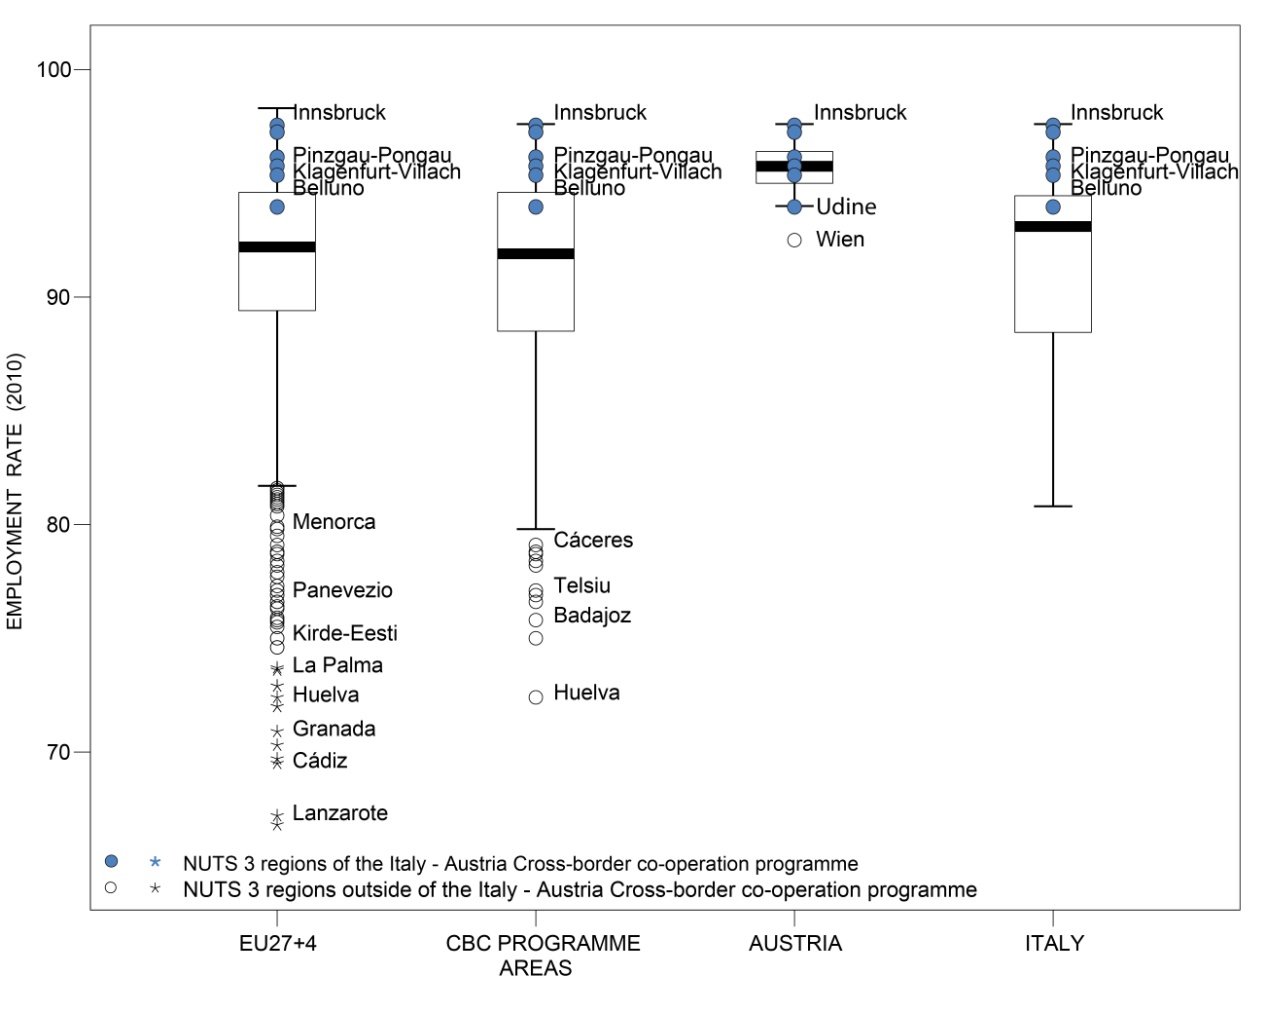 100
90
80
70
EMPLOYMENT RATE (2010)
Innsbruck
Pinzgau-Pongau
Klagenfurt-Villach
Belluno
Menorca
Panevezio
Kirde-Eesti
La Palma
Huelva
Granada
Cádiz
Lanzarote
Innsbruck
Pinzgau-Pongau
Klagenfurt-Villach
Belluno
Cáceres
Telsiu
Badajoz
Huelva
Innsbruck
Udine
Wien
Innsbruck
Pinzgau-Pongau
Klagenfurt-Villach
Belluno
NUTS 3 regions of the Italy - Austria Cross-border co-operation programme
NUTS 3 regions outside of the Italy - Austria Cross-border co-operation programme
EU27+4
CBC PROGRAMME
AREAS
AUSTRIA
ITALY